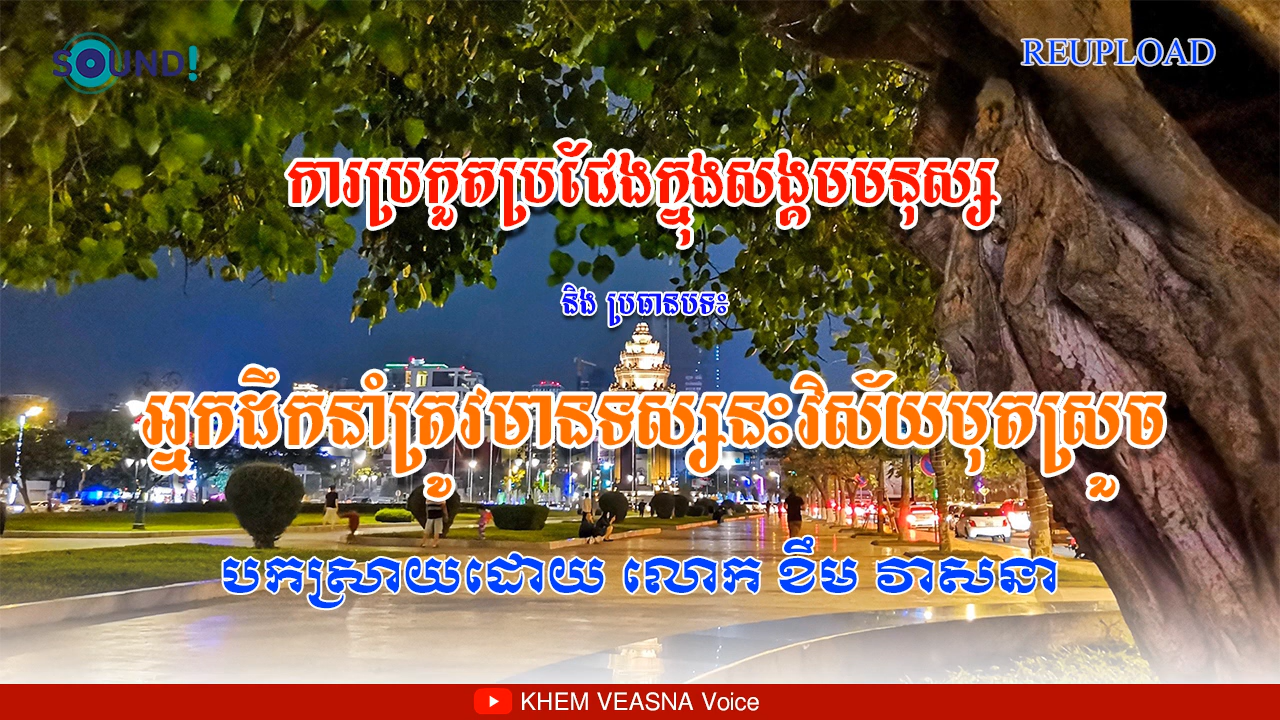 SOUND!
REUPLOAD
ការប្រកួតប្រជែងក្នុងសង្គមមនុស្ស
និង ប្រធានបទ៖
អ្នកដឹកនាំត្រូវមានទស្សនះវិស័យមុតស្រួច
បកស្រាយដោយ លោក ខឹម វាសនា
KHEM VEASNA Voice